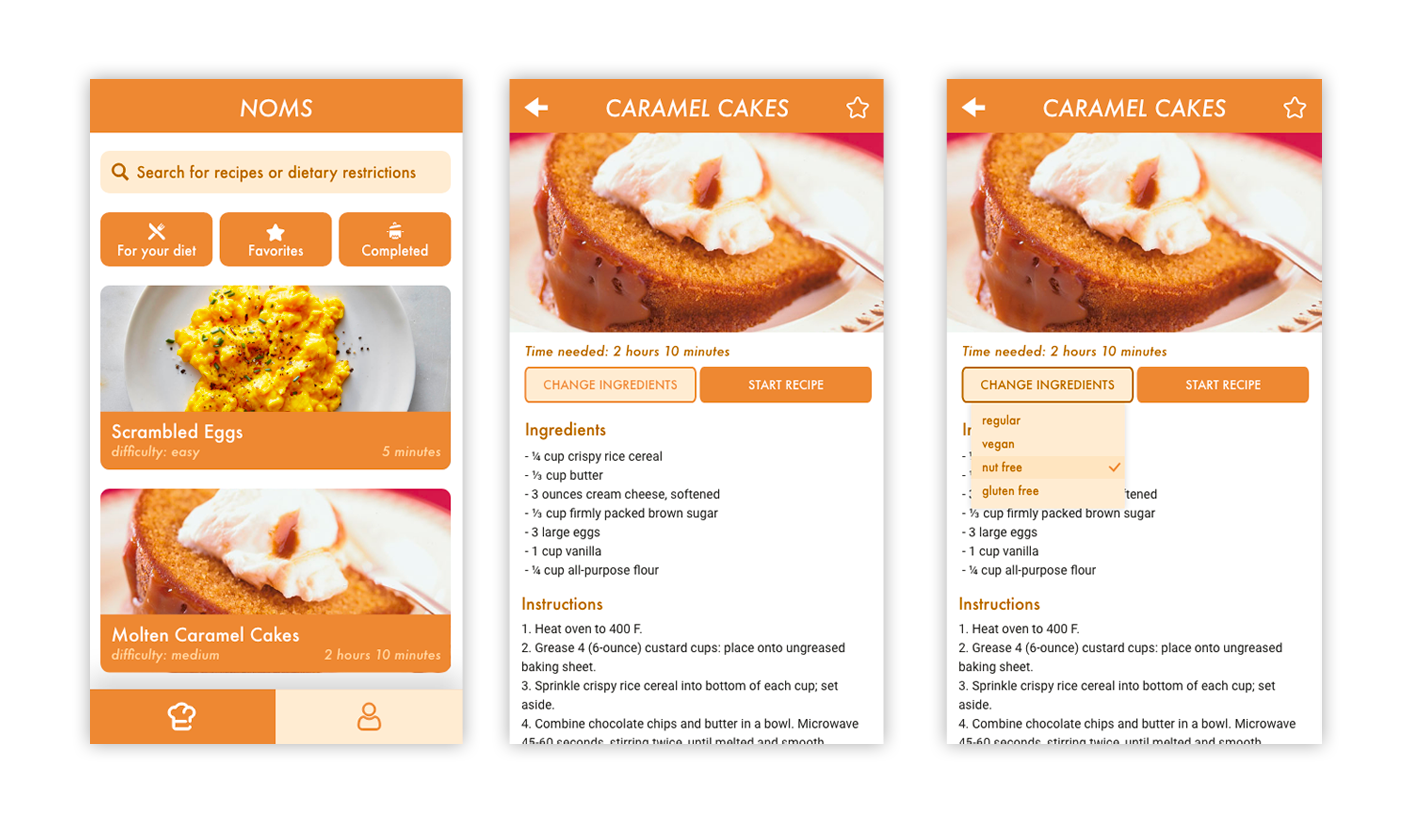 NOMS
Search for recipes or dietary restrictions
For your diet
Favorites
Completed
Scrambled Eggs
difficulty: easy
5 minutes
Molten Caramel Cakes
difficulty: medium
2 hours 10 minutes
CARAMEL CAKES
Time needed: 2 hours 10 minutes
CHANGE INGREDIENTS
START RECIPE
Ingredients
- ¼ cup crispy rice cereal
- ⅓ cup butter
- 3 ounces cream cheese, softened
- ⅓ cup firmly packed brown sugar
- 3 large eggs
- 1 cup vanilla
- ¼ cup all-purpose flour
Instructions
1. Heat oven to 400 F.
2. Grease 4 (6-ounce) custard cups: place onto ungreased
baking sheet.
3. Sprinkle crispy rice cereal into bottom of each cup; set
aside.
4. Combine chocolate chips and butter in a bowl. Microwave
45-60 seconds, stirring twice, until melted and smooth
CARAMEL CAKES
Time needed: 2 hours 10 minutes
CHANGE INGREDIENTS
START RECIPE
regular
vegan
nut free
gluten free
- ⅓ cup firmly packed brown sugar
- 3 large eggs
- 1 cup vanilla
- ¼ cup all-purpose flour
Instructions
1. Heat oven to 400 F.
2. Grease 4 (6-ounce) custard cups: place onto ungreased
baking sheet.
3. Sprinkle crispy rice cereal into bottom of each cup; set
aside.
4. Combine chocolate chips and butter in a bowl. Microwave
45-60 seconds, stirring twice, until melted and smooth